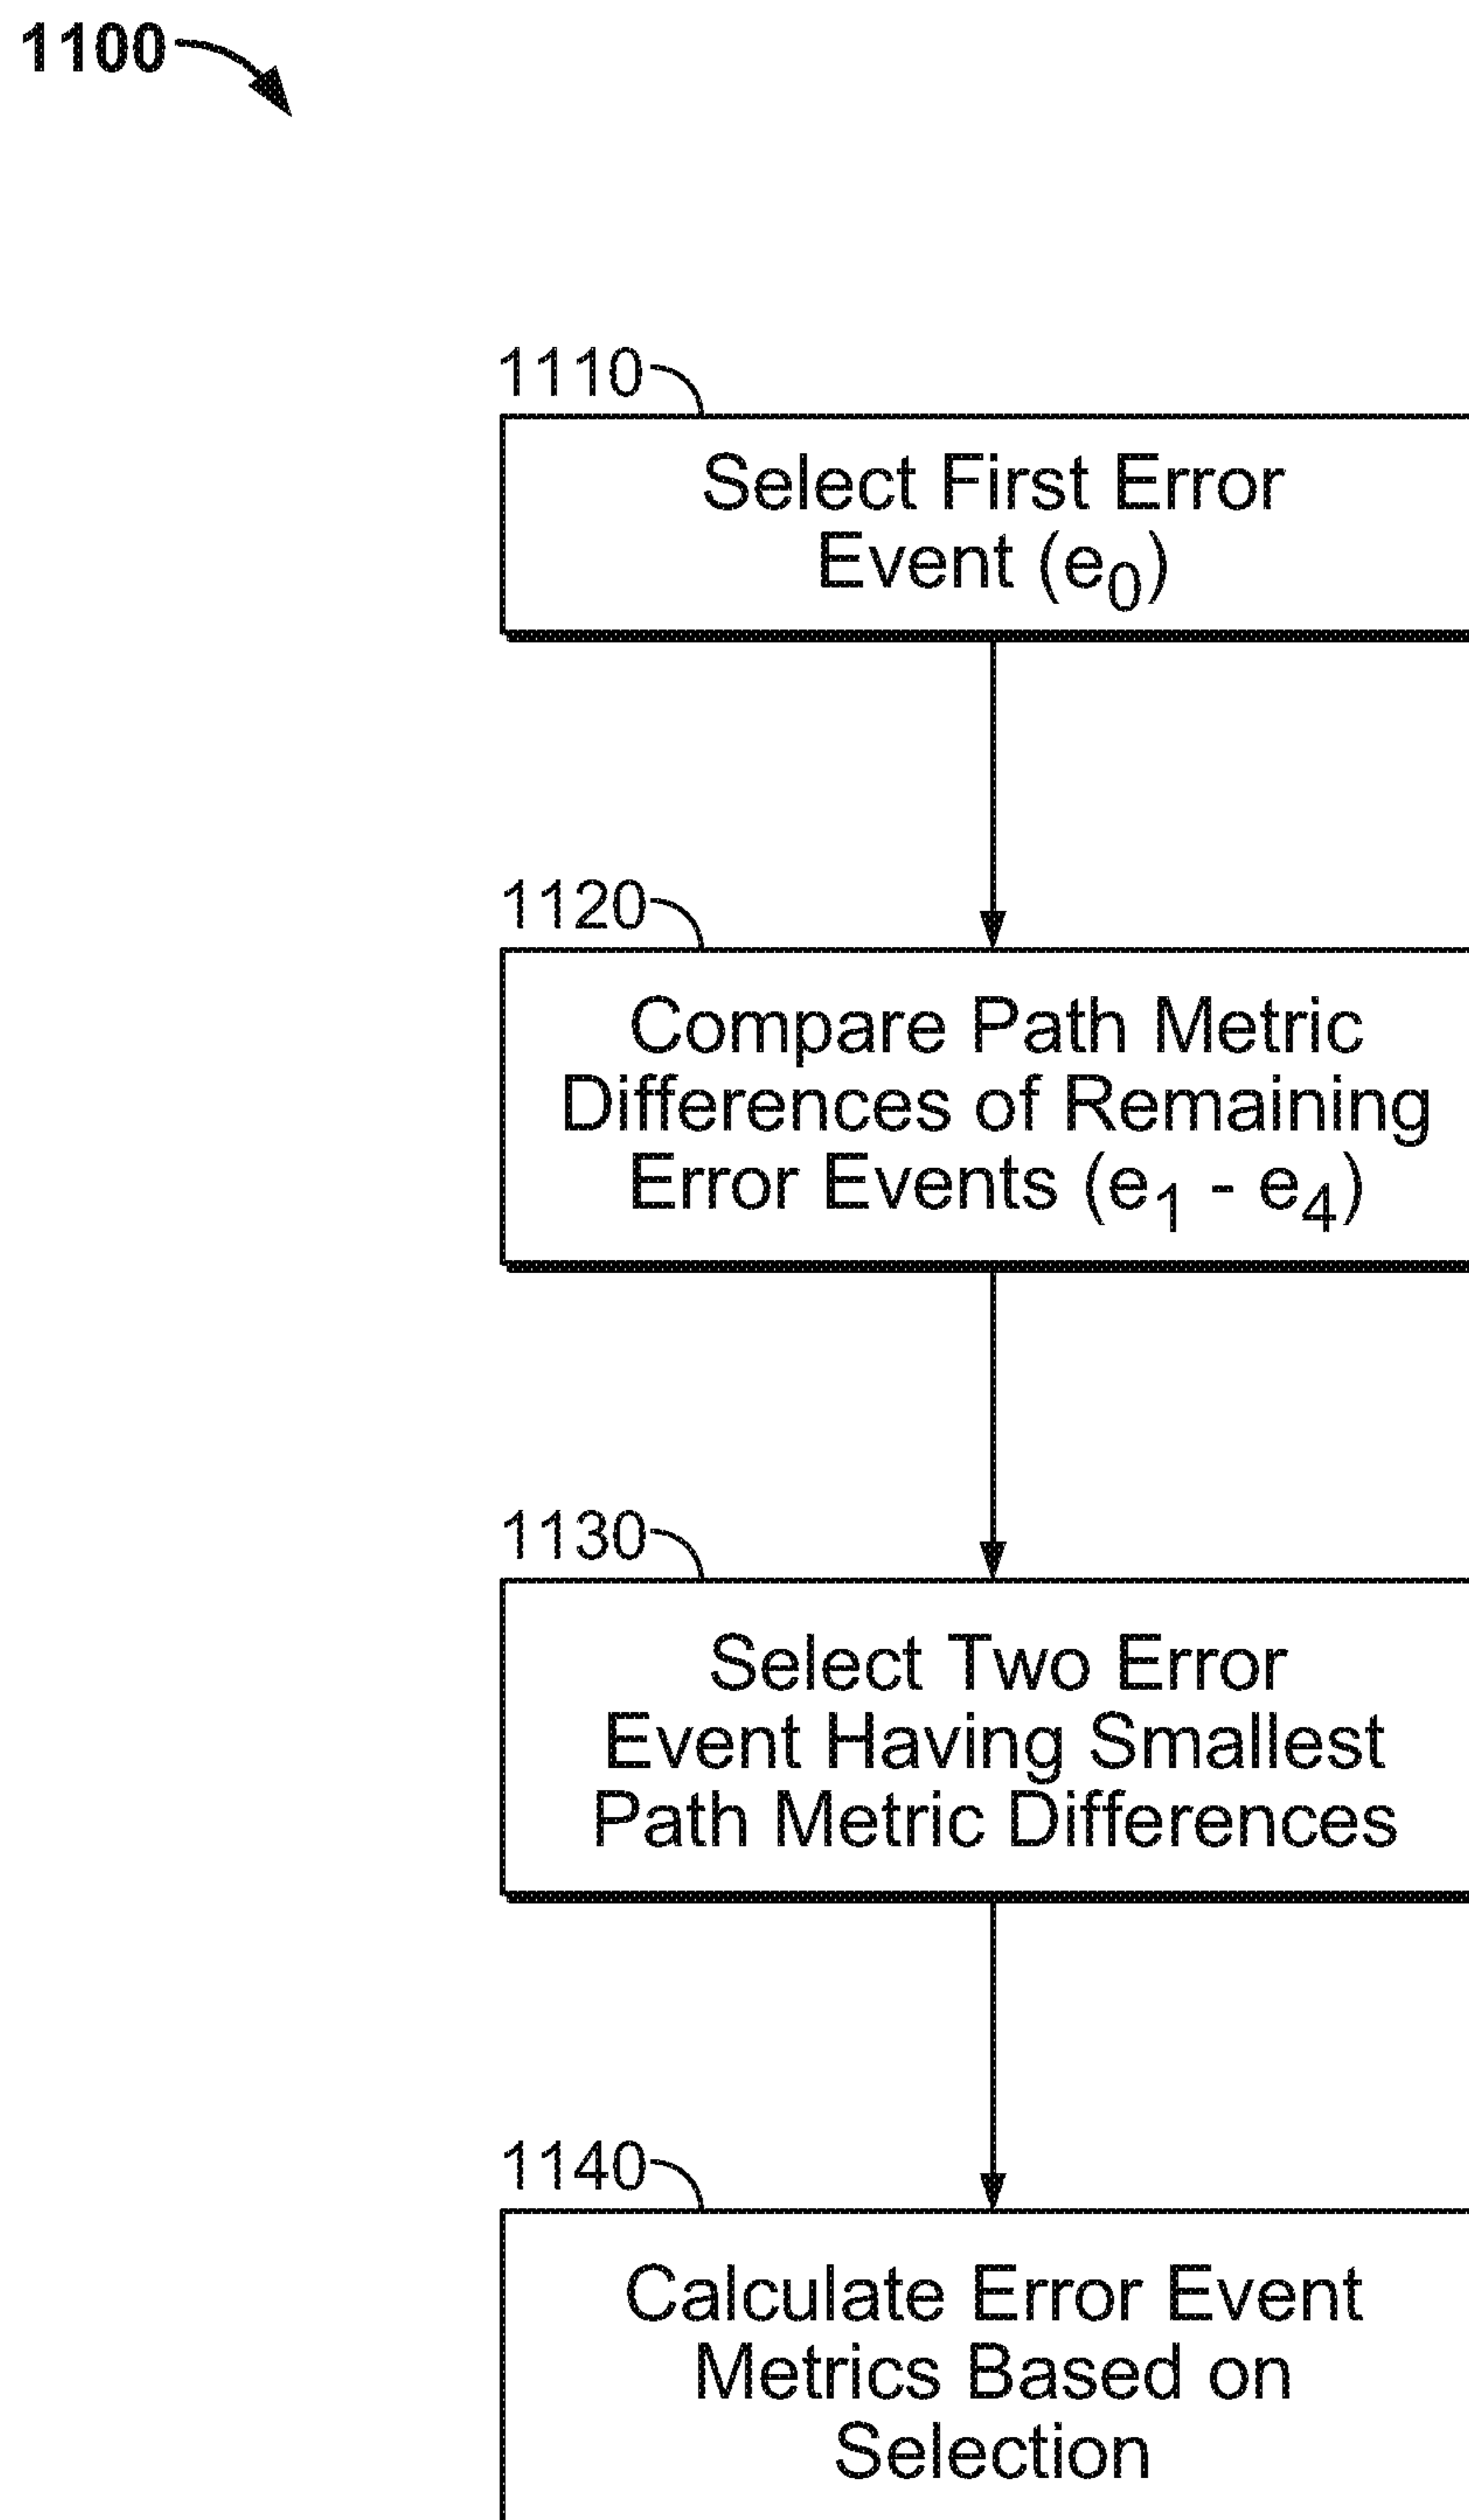 1100
1110
Select First Error
Event (e0)
1120
Compare Path Metric
Differences of Remaining
Error Events (e1 - e4)
1130
Select Two Error
Event Having Smallest
Path Metric Differences
1140
Calculate Error Event
Metrics Based on
Selection